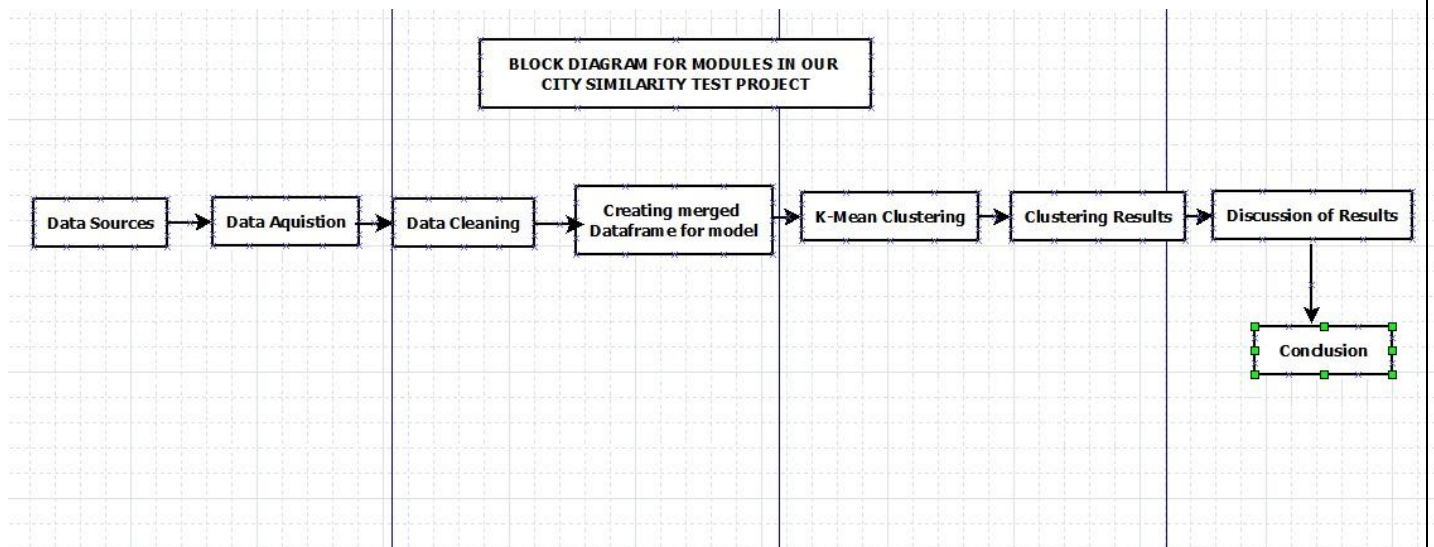 BLOCK DIAGRAM FOR MODULES IN OUR
CITY SIMILARITY TEST PROJECT
Data Sources
Data Aquistion
Data Cleaning
Creating merged
Dataframe for model
K-Mean Clustering
Clustering Results
Discussion of Results
Conclusion